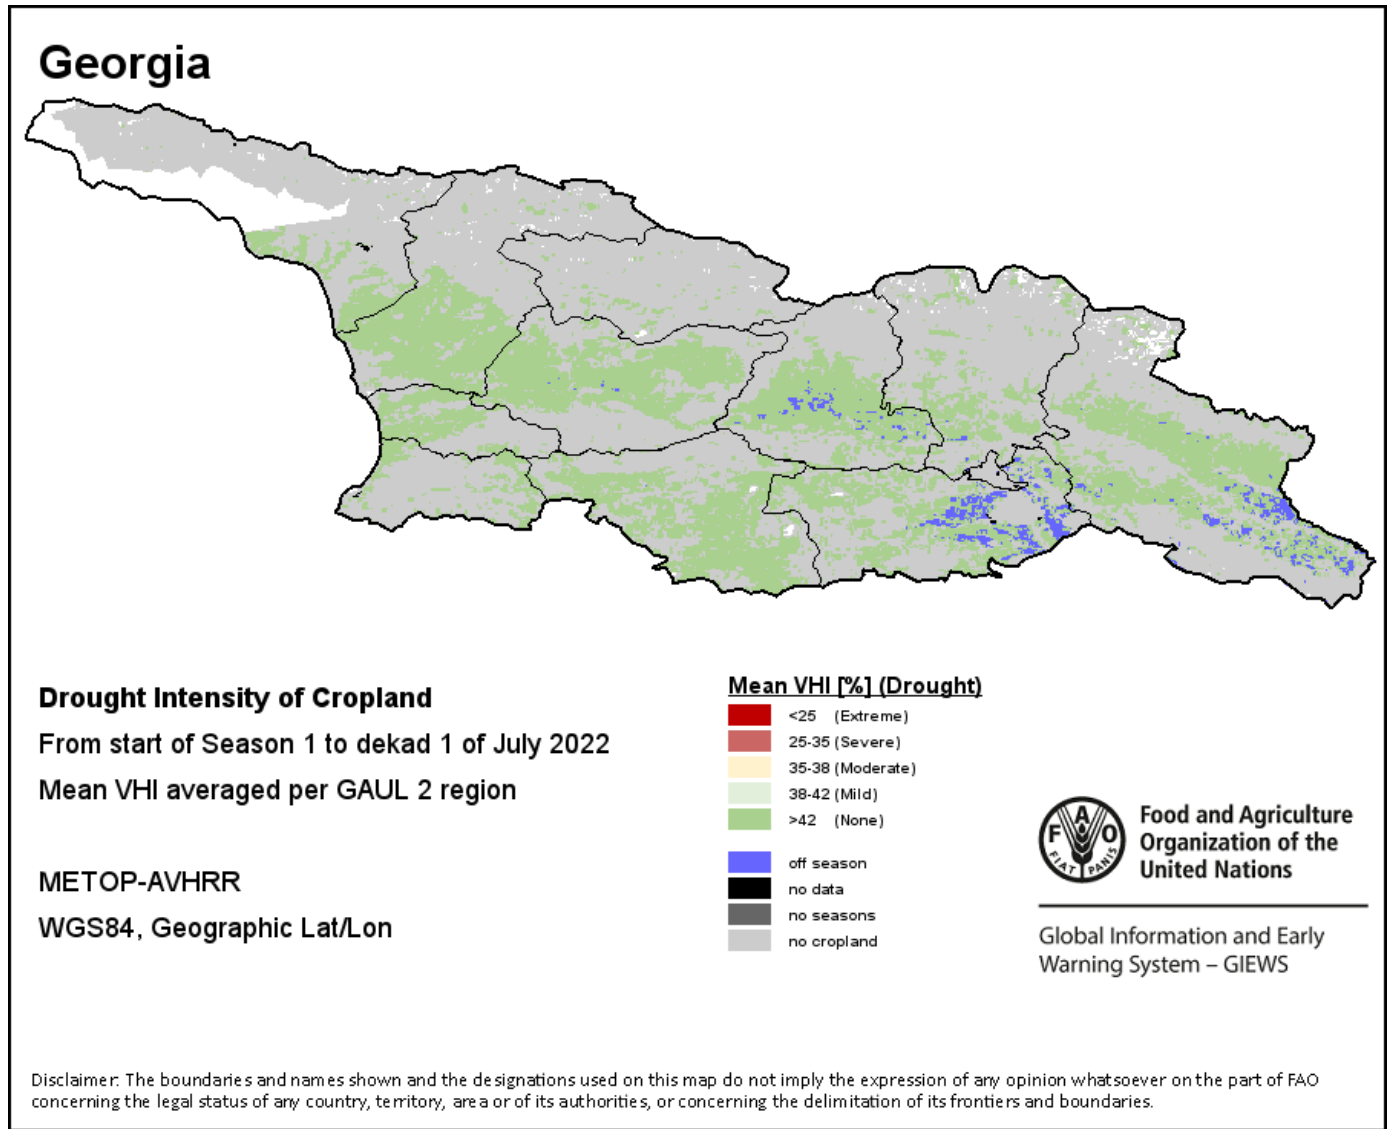 Georgia
Drought Intensity of Cropland
From start of Season 1 to dekad 1 of July 2022
Mean VHI averaged per GAUL 2 region
METOP-AVHRR
WGS84, Geographic Lat/Lon
Mean VHI [%] (Drought)
<25 (Extreme)
25-35 (Severe)
35-38 (Moderate)
38-42 (Mild)
>42 (None)
off season
no data
no seasons
no cropland
F A O
FIAT PANIS
Food and Agriculture
Organization of the
United Nations
Global Information and Early
Warning System – GIEWS
Disclaimer: The boundaries and names shown and the designations used on this map do not imply the expression of any opinion whatsoever on the part of FAO
concerning the legal status of any country, territory, area or of its authorities, or concerning the delimitation of its frontiers and boundaries.